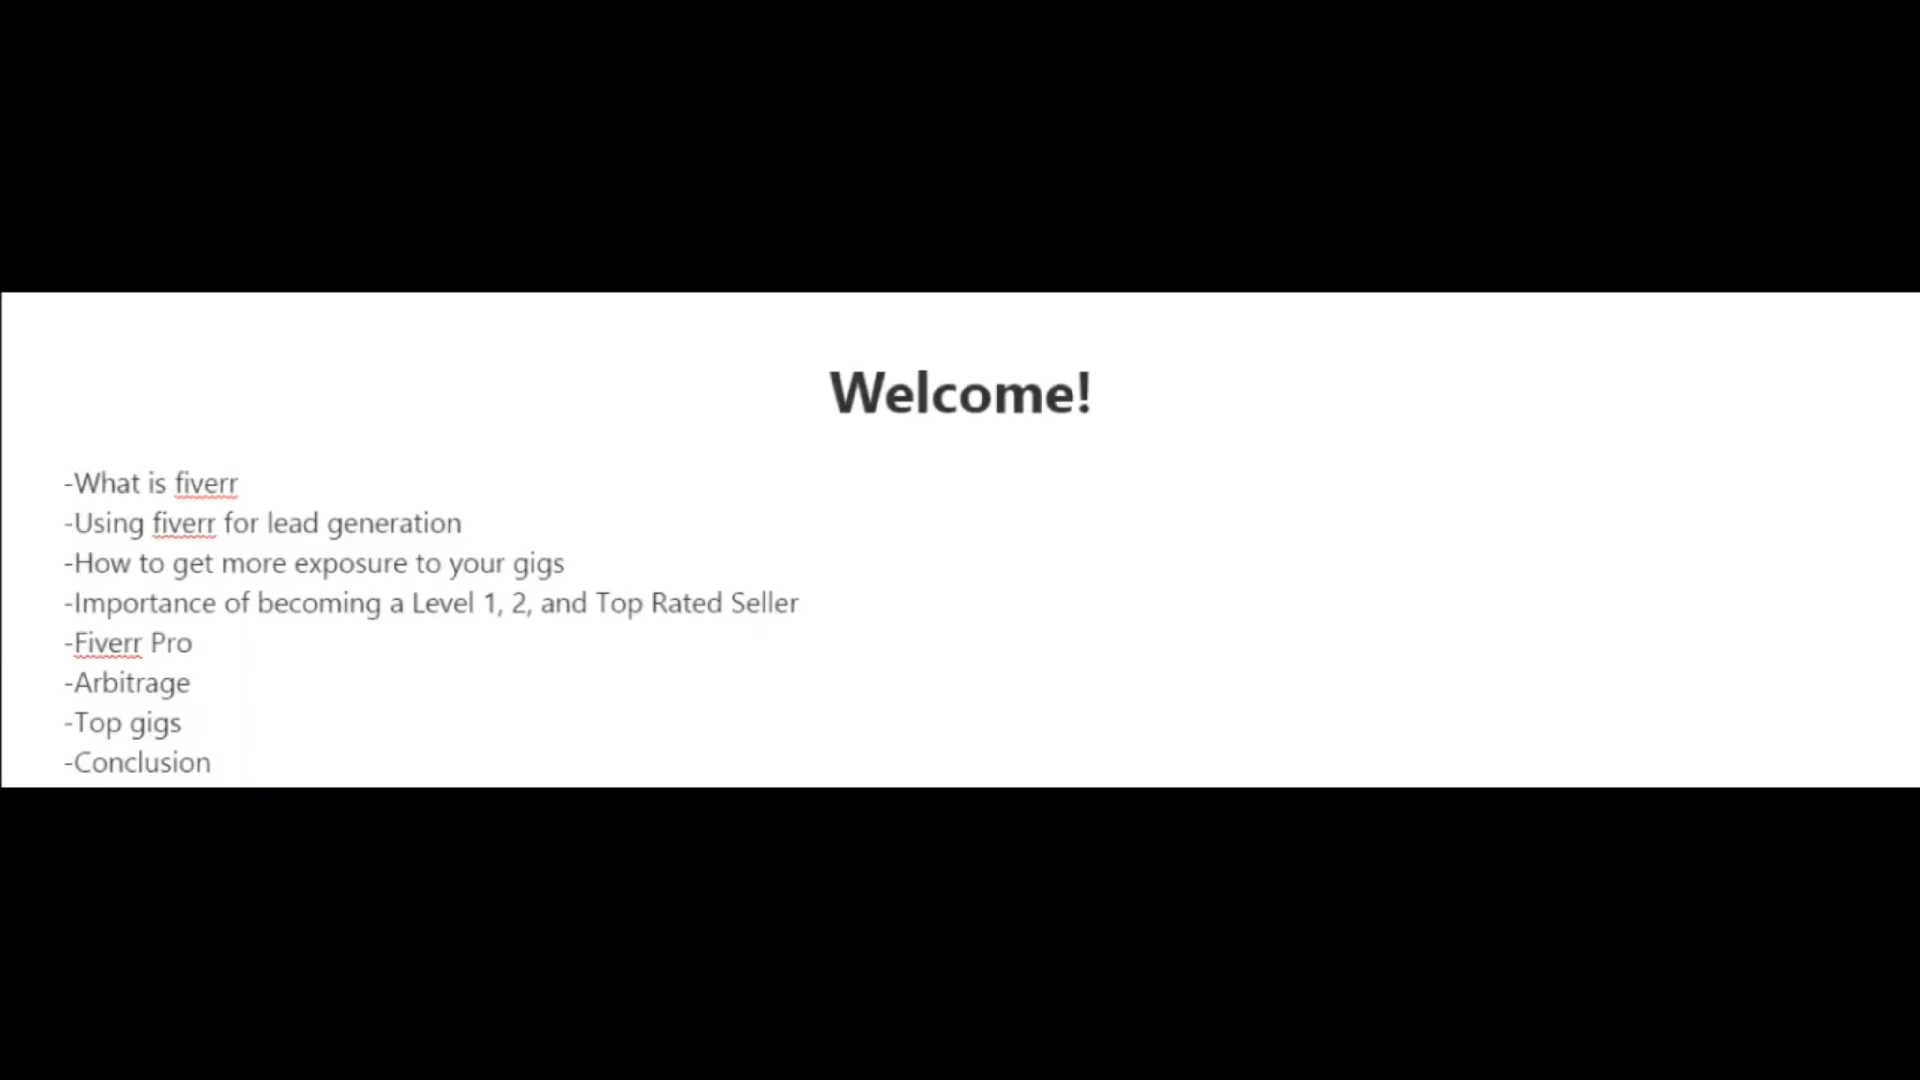 Welcome!
-What is fiverr
-Using fiverr for lead generation
-How to get more exposure to your gigs
-Importance of becoming a Level 1, 2, and Top Rated Seller
-Fiverr Pro
-Arbitrage
-Top gigs
-Conclusion